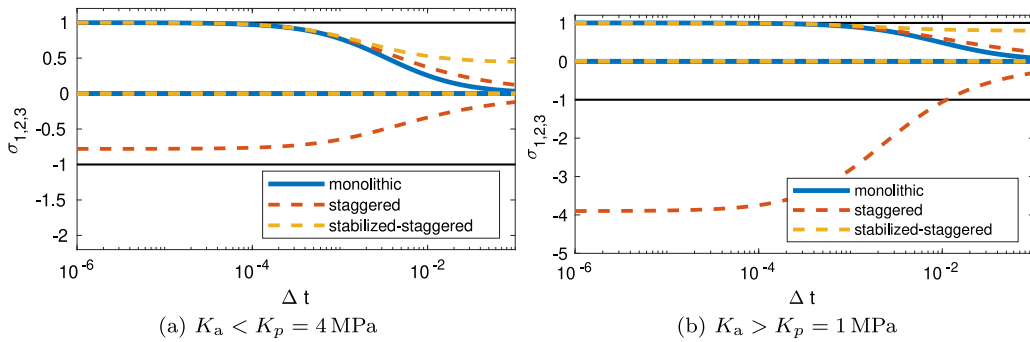 1
0.5
0
-0.5
-1
-1.5
-2
σ1,2,3
10-6
10-4
10-2
Δ t
monolithic
staggered
stabilized-staggered
(a) Ka < Kp = 4 MPa
1
0
-1
-2
-3
-4
-5
σ1,2,3
10-6
10-4
10-2
Δ t
monolithic
staggered
stabilized-staggered
(b) Ka > Kp = 1 MPa